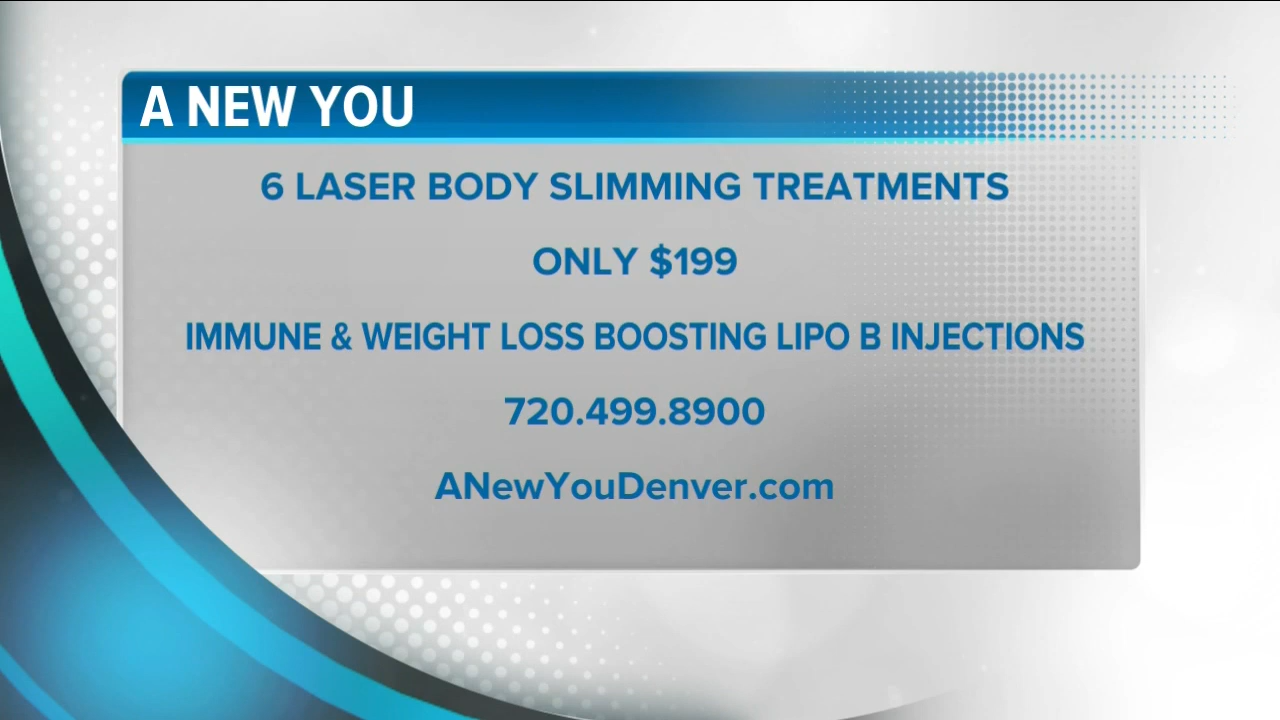 A NEW YOU
6 LASER BODY SLIMMING TREATMENTS
ONLY $199
IMMUNE & WEIGHT LOSS BOOSTING LIPO B INJECTIONS
720.499.8900
ANewYouDenver.com